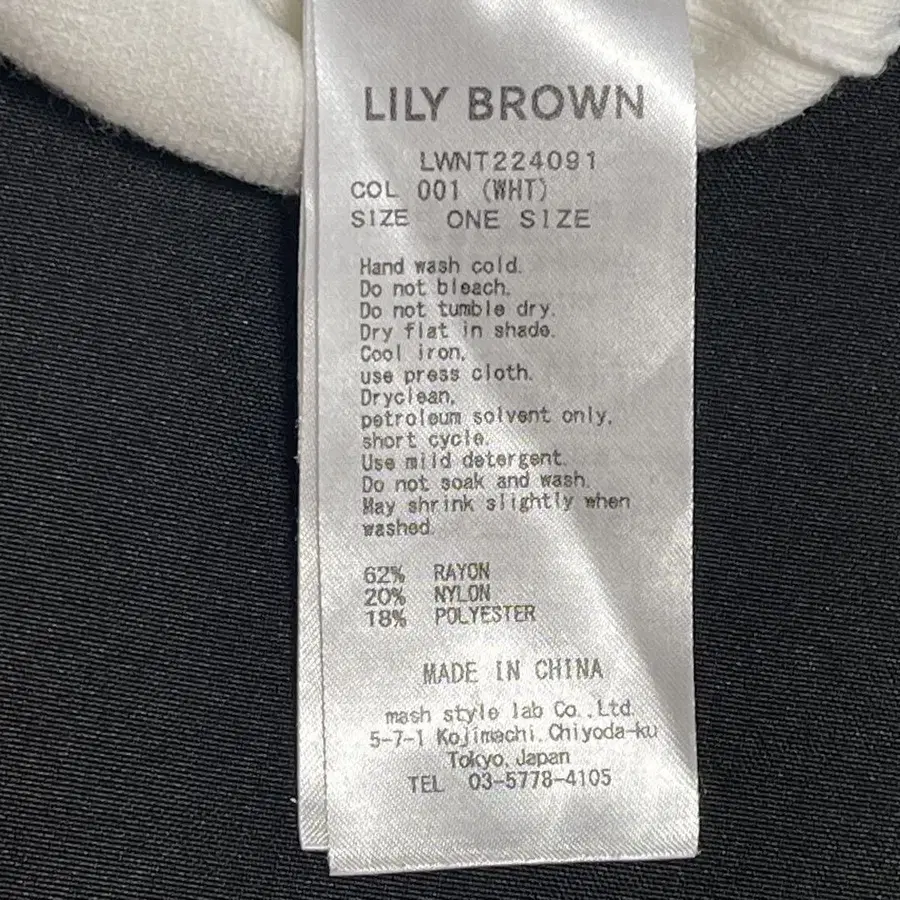 LILY BROWN
LWNT224091
COL 001 (WHT)
SIZE ONE SIZE
Hand wash cold.
Do not bleach.
Do not tumble dry.
Dry flat in shade.
Cool iron,
use press cloth.
Dryclean,
petroleum solvent only,
short cycle.
Use mild detergent.
Do not soak and wash.
May shrink slightly when
washed.
62% RAYON
20% NYLON
18% POLYESTER
MADE IN CHINA
mash style lab Co.,Ltd.
5-7-1 Kojimachi, Chiyoda-ku
Tokyo, Japan
TEL 03-5778-4105